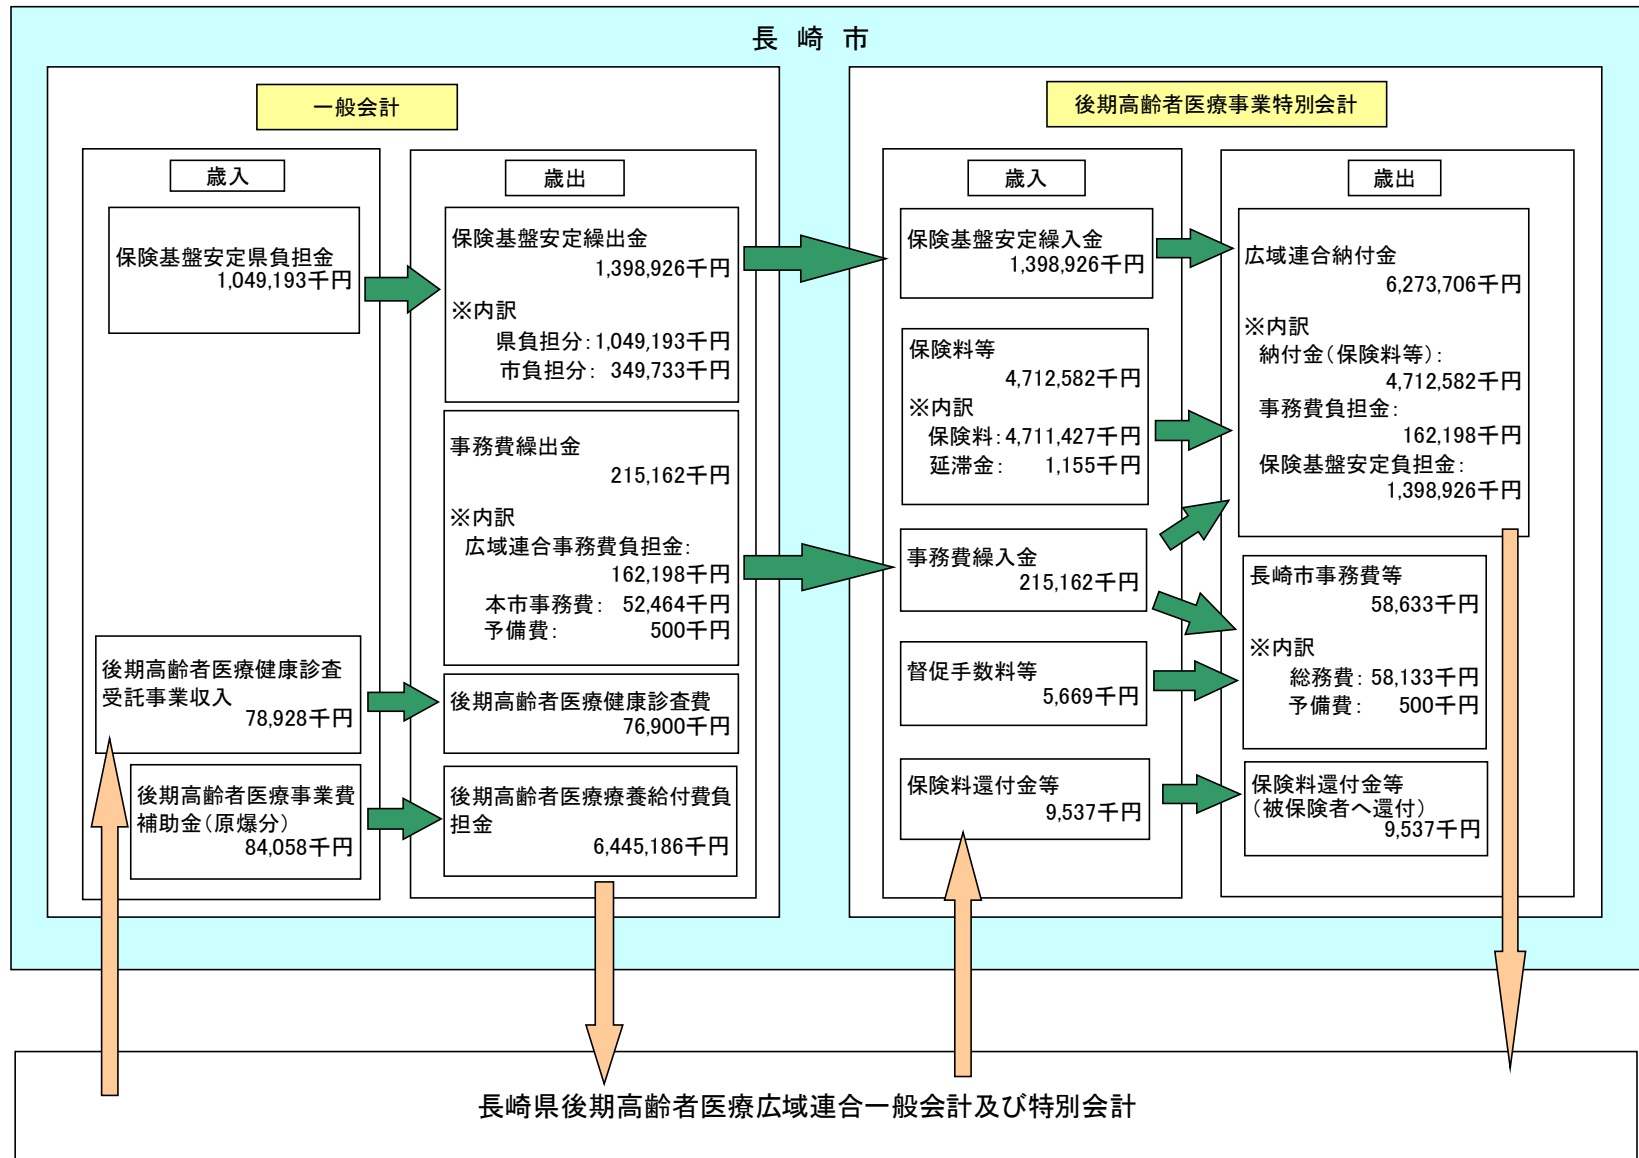 長 崎 市
一般会計
歳入
保険基盤安定県負担金
1,049,193千円
後期高齢者医療健康診査
受託事業収入
78,928千円
後期高齢者医療事業費
補助金(原爆分)
84,058千円
歳出
保険基盤安定繰出金
1,398,926千円
※内訳
県負担分:1,049,193千円
市負担分: 349,733千円
事務費繰出金
215,162千円
※内訳
広域連合事務費負担金:
162,198千円
本市事務費: 52,464千円
予備費: 500千円
後期高齢者医療健康診査費
76,900千円
後期高齢者医療療養給付費負
担金
6,445,186千円
後期高齢者医療事業特別会計
歳入
保険基盤安定繰入金
1,398,926千円
保険料等
4,712,582千円
※内訳
保険料:4,711,427千円
延滞金: 1,155千円
事務費繰入金
215,162千円
督促手数料等
5,669千円
保険料還付金等
9,537千円
歳出
広域連合納付金
6,273,706千円
※内訳
納付金(保険料等):
4,712,582千円
事務費負担金:
162,198千円
保険基盤安定負担金:
1,398,926千円
長崎市事務費等
58,633千円
※内訳
総務費: 58,133千円
予備費: 500千円
保険料還付金等
(被保険者へ還付)
9,537千円
長崎県後期高齢者医療広域連合一般会計及び特別会計